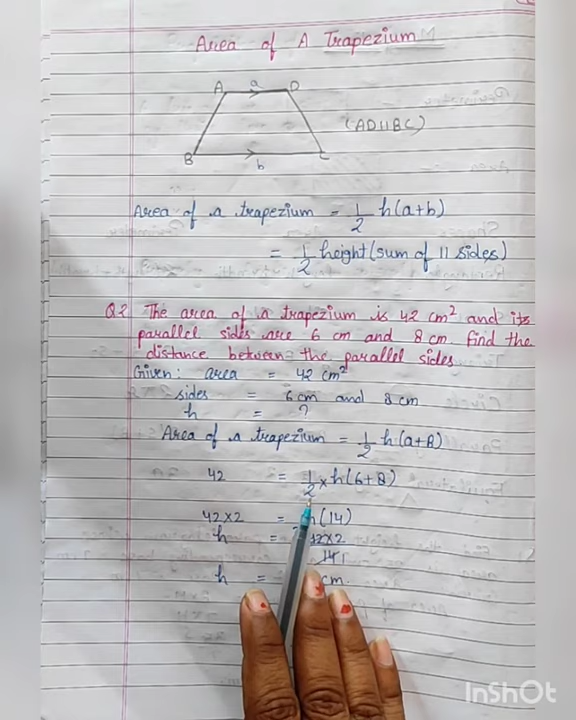 Area of A Trapezium
A a D
(AD||BC)
B b C
Area of a trapezium = 1/2 h(a+b)
= 1/2 height (sum of 11 sides)
Q2 The area of a trapezium is 42 cm² and its
parallel sides are 6 cm and 8 cm. Find the
distance between the parallel sides.
Given: area = 42 cm²
sides = 6 cm and 8 cm
h = ?
Area of a trapezium = 1/2 h(a+B)
42 = 1/2 × h(6+8)
42×2 = h(14)
h = 42×2
14 1
h = cm.
InShOt